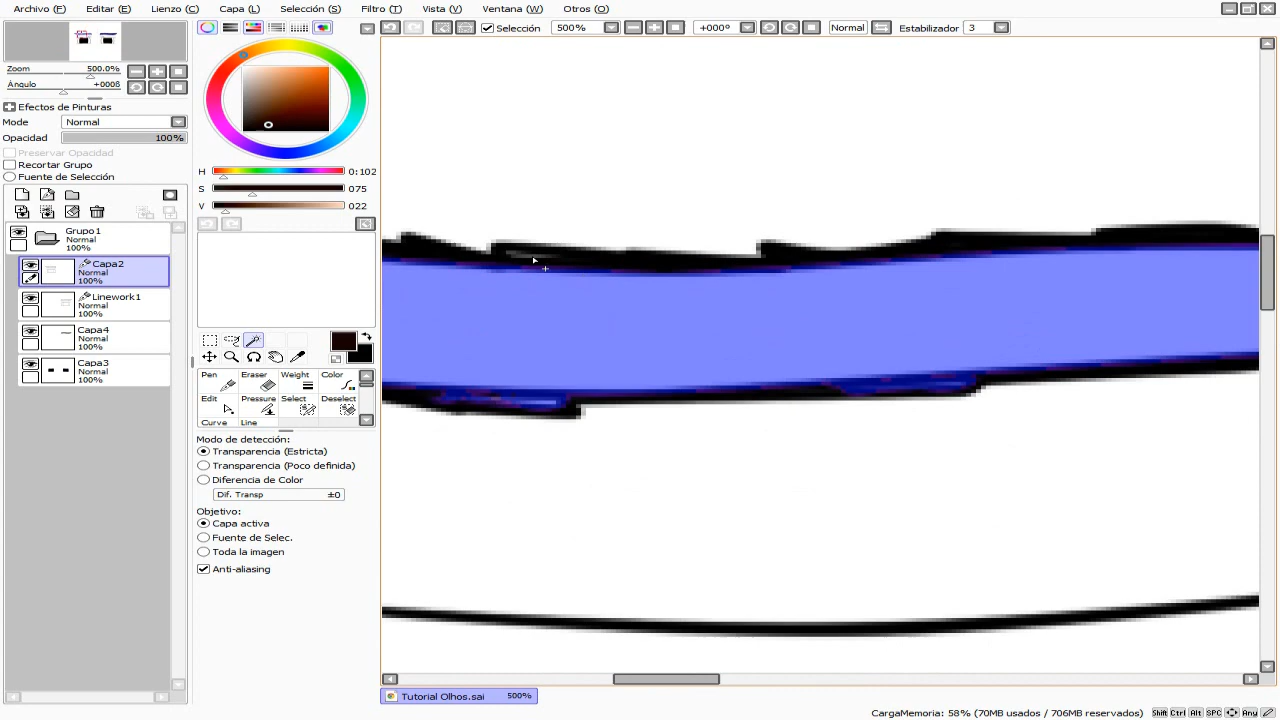 Archivo (F) Editar (E) Lienzo (C) Capa (L) Selección (S) Filtro (T) Vista (V) Ventana (W) Otros (O)
Selección 500% +000º Normal Estabilizador 3
Zoom 500.0%
Ángulo +000ß
Efectos de Pinturas
Mode Normal
Opacidad 100%
Preservar Opacidad
Recortar Grupo
Fuente de Selección
Grupo1
Normal
100%
Capa2
Normal
100%
Linework1
Normal
100%
Capa4
Normal
100%
Capa3
Normal
100%
H 0:102
S 075
V 022
Pen Eraser Weight Color
Edit Pressure Select Deselect
Curve Line
Modo de detección:
Transparencia (Estricta)
Transparencia (Poco definida)
Diferencia de Color
Dif. Transp ±0
Objetivo:
Capa activa
Fuente de Selec.
Toda la imagen
Anti-aliasing
Tutorial Olhos.sai 500%
CargaMemoria: 58% (70MB usados / 706MB reservados) Shift Ctrl Alt SPC Any